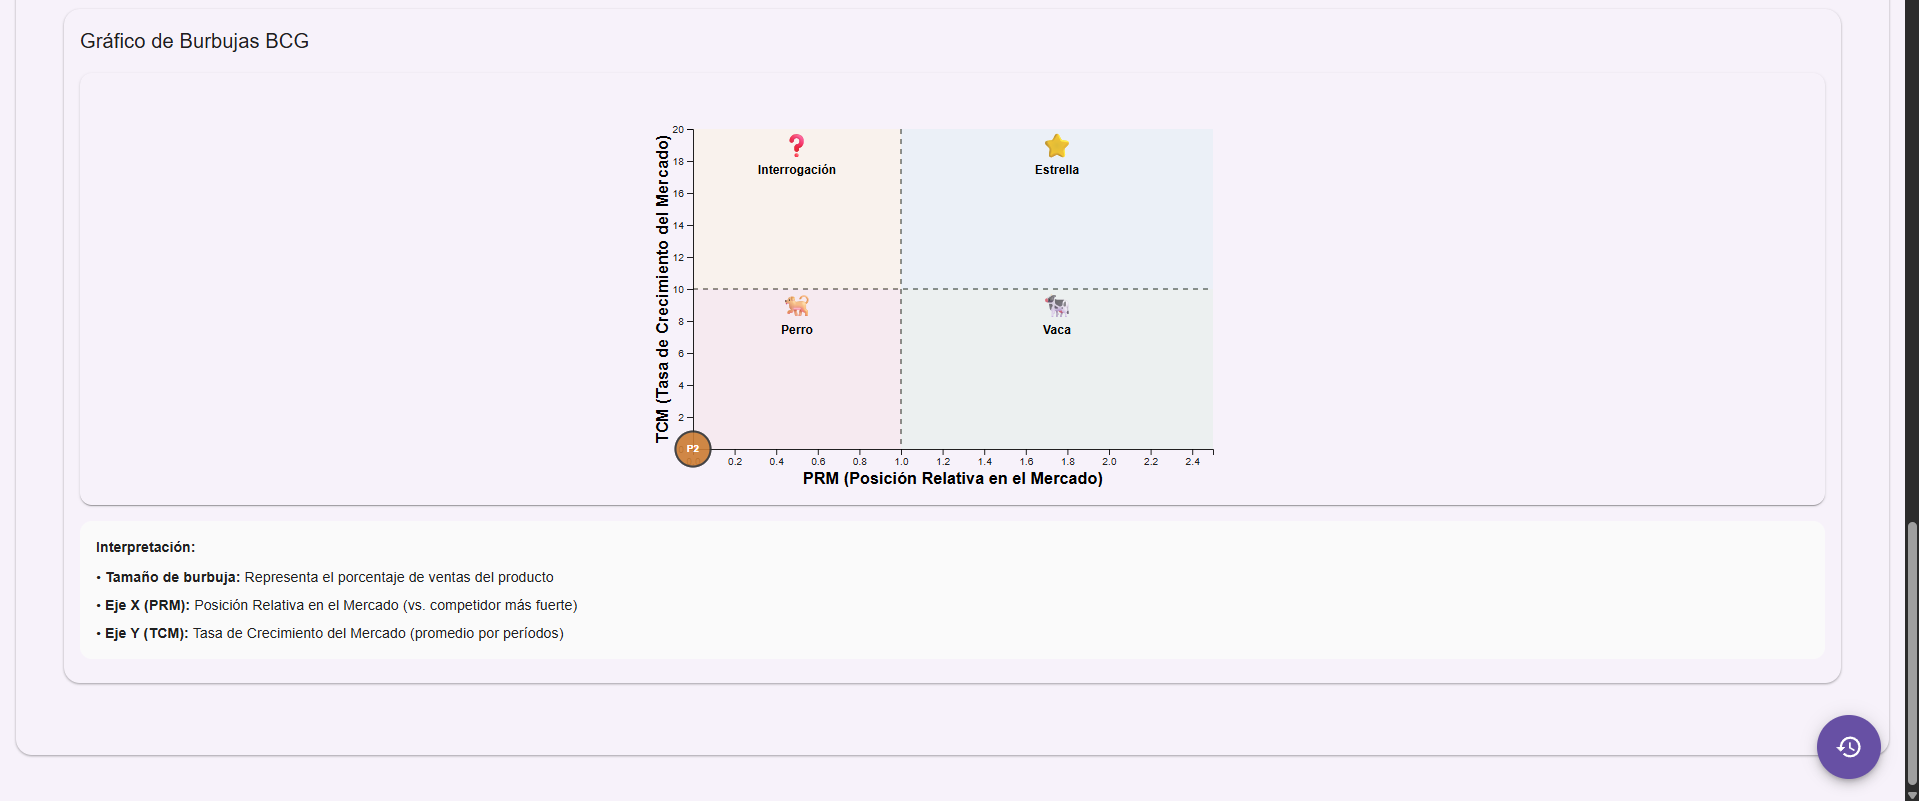 Gráfico de Burbujas BCG
20
18
16
14
12
10
8
6
4
2
TCM (Tasa de Crecimiento del Mercado)
❓
Interrogación
Estrella
Perro
Vaca
P2
0.2 0.4 0.6 0.8 1.0 1.2 1.4 1.6 1.8 2.0 2.2 2.4
PRM (Posición Relativa en el Mercado)
Interpretación:
• Tamaño de burbuja: Representa el porcentaje de ventas del producto
• Eje X (PRM): Posición Relativa en el Mercado (vs. competidor más fuerte)
• Eje Y (TCM): Tasa de Crecimiento del Mercado (promedio por períodos)